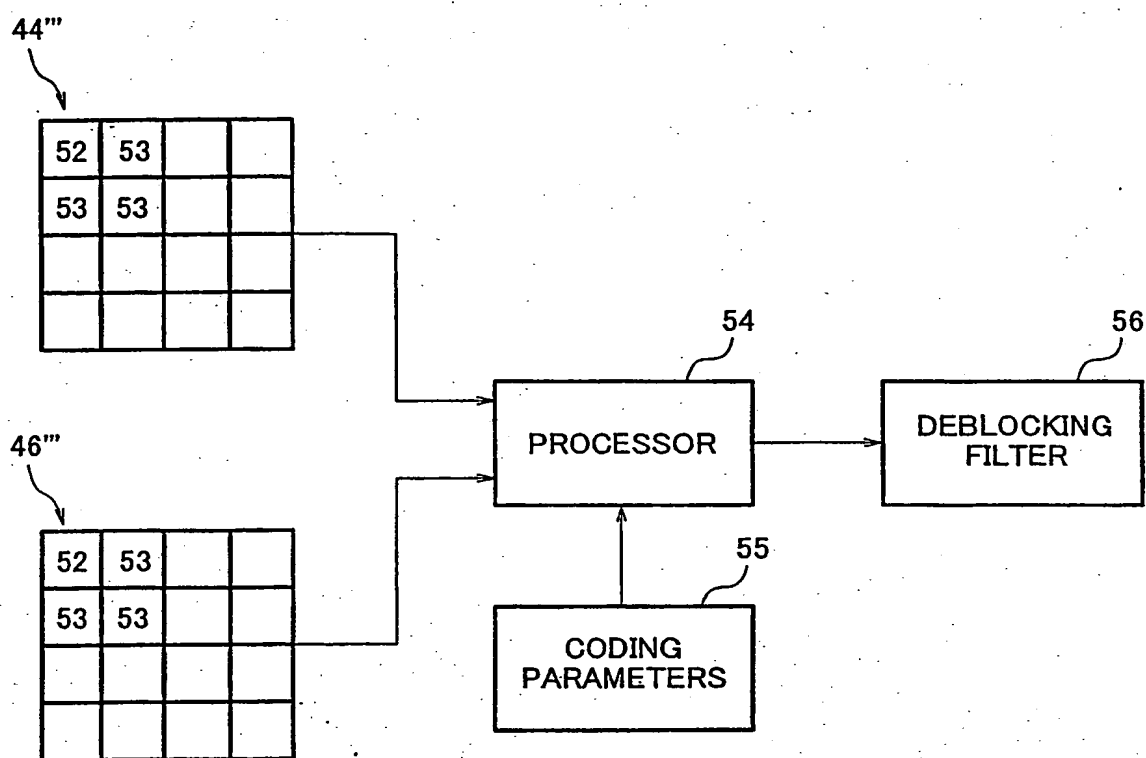 44'''
52 53
53 53
54
PROCESSOR
56
DEBLOCKING
FILTER
46'''
52 53
53 53
55
CODING
PARAMETERS